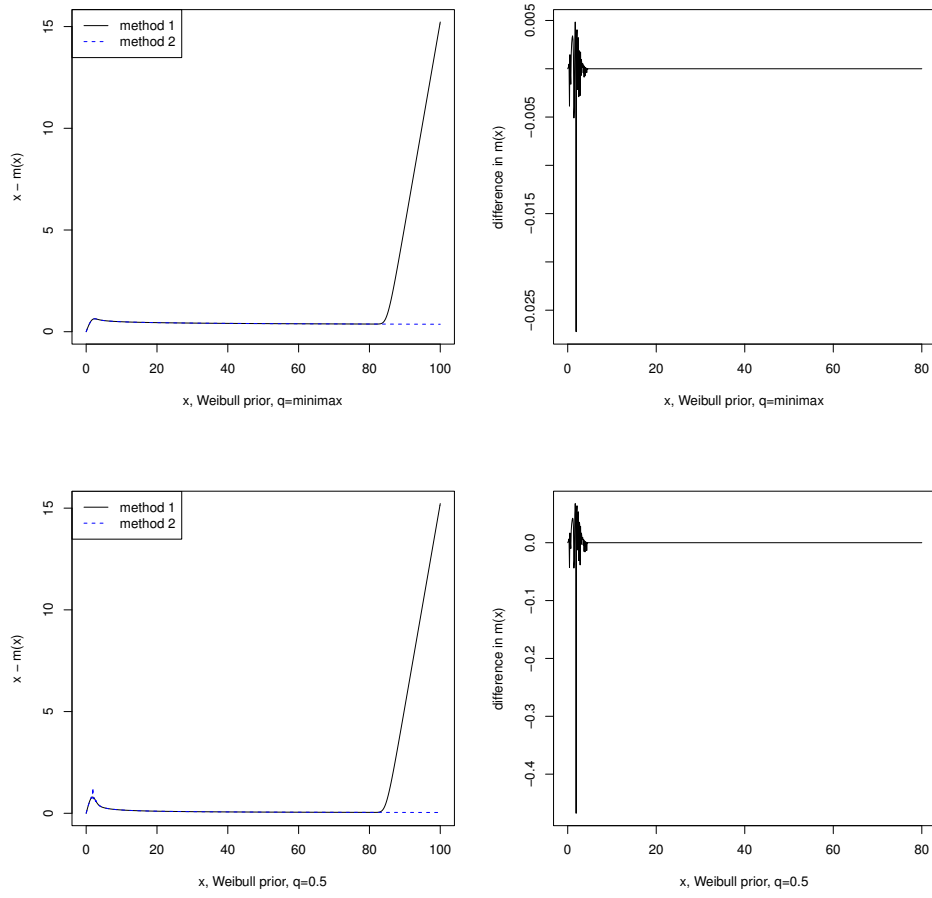 method 1
method 2
15
10
5
0
x − m(x)
0 20 40 60 80 100
x, Weibull prior, q=minimax
0.005
−0.005
−0.015
−0.025
difference in m(x)
0 20 40 60 80
x, Weibull prior, q=minimax
method 1
method 2
15
10
5
0
x − m(x)
0 20 40 60 80 100
x, Weibull prior, q=0.5
0.0
−0.1
−0.2
−0.3
−0.4
difference in m(x)
0 20 40 60 80
x, Weibull prior, q=0.5